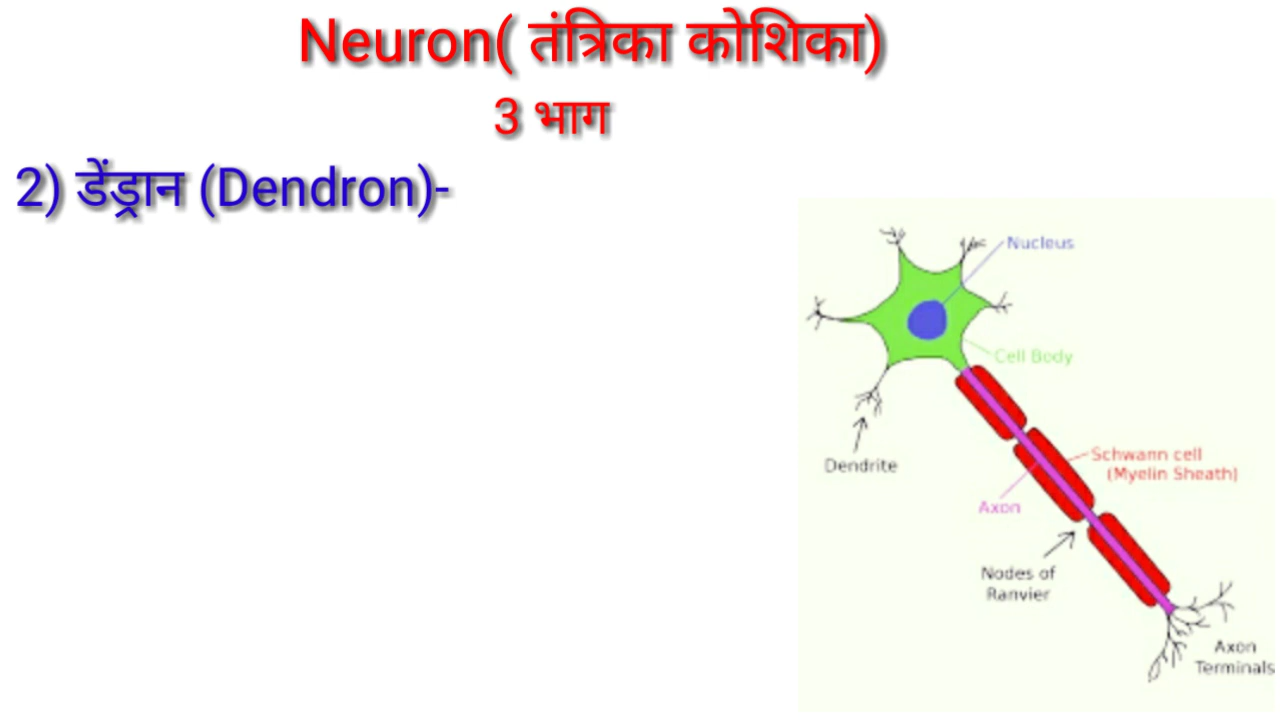 Neuron( तंत्रिका कोशिका)
3 भाग
2) डेंड्रान (Dendron)-
Nucleus
Cell Body
Dendrite
Schwann cell
(Myelin Sheath)
Axon
Nodes of
Ranvier
Axon
Terminals